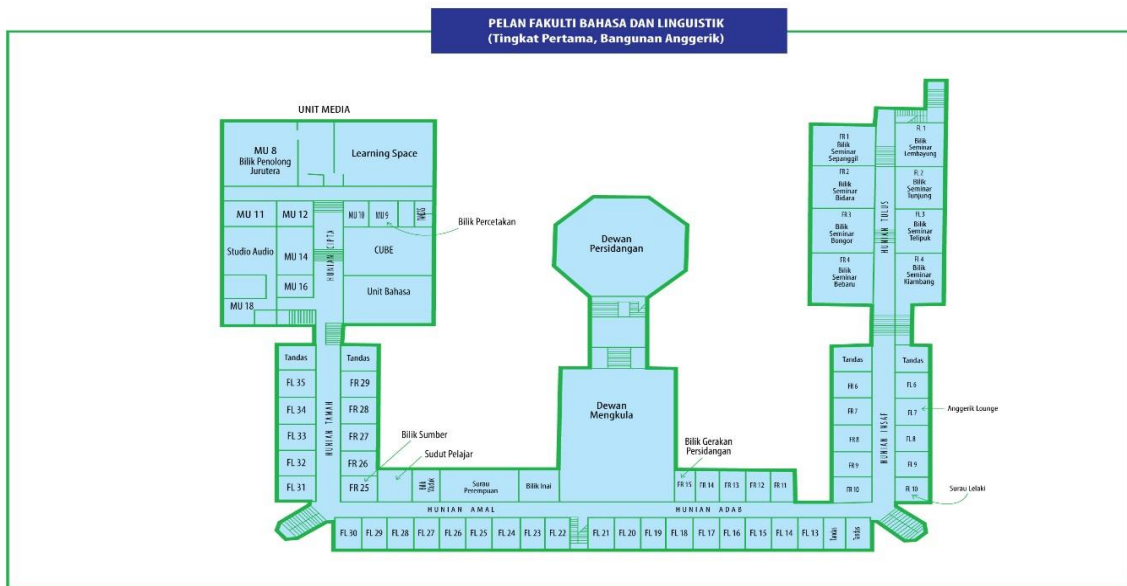 PELAN FAKULTI BAHASA DAN LINGUISTIK
(Tingkat Pertama, Bangunan Anggerik)
UNIT MEDIA
MU 8
Bilik Penolong
Jurutera
Learning Space
MU 11
MU 12
MU 10
MU 9
Bilik Percetakan
Studio Audio
MU 14
CUBE
MU 16
Unit Bahasa
MU 18
HUNIAN CIPTA
Dewan
Persidangan
Dewan
Mengkula
FR 1
Bilik
Seminar
Sepanggil
FL 1
Bilik
Seminar
Lembayung
FR 2
Bilik
Seminar
Bidara
FL 2
Bilik
Seminar
Tunjung
FR 3
Bilik
Seminar
Bongor
FL 3
Bilik
Seminar
Telipuk
FR 4
Bilik
Seminar
Bebaru
FL 4
Bilik
Seminar
Kiambang
HUNIAN TULUS
Tandas
Tandas
FL 35
FR 29
FL 34
FR 28
FL 33
FR 27
FL 32
FR 26
FL 31
FR 25
HUNIAN TAMAH
Bilik Sumber
Sudut Pelajar
Surau
Perempuan
Bilik Inai
Bilik Gerakan
Persidangan
FR 15
FR 14
FR 13
FR 12
FR 11
Tandas
Tandas
FR 6
FL 6
FR 7
FL 7
Anggerik Lounge
FR 8
FL 8
FR 9
FL 9
FR 10
FL 10
Surau Lelaki
HUNIAN INSAF
HUNIAN AMAL
HUNIAN ADAB
FL 30
FL 29
FL 28
FL 27
FL 26
FL 25
FL 24
FL 23
FL 22
FL 21
FL 20
FL 19
FL 18
FL 17
FL 16
FL 15
FL 14
FL 13
Tandas
Tandas